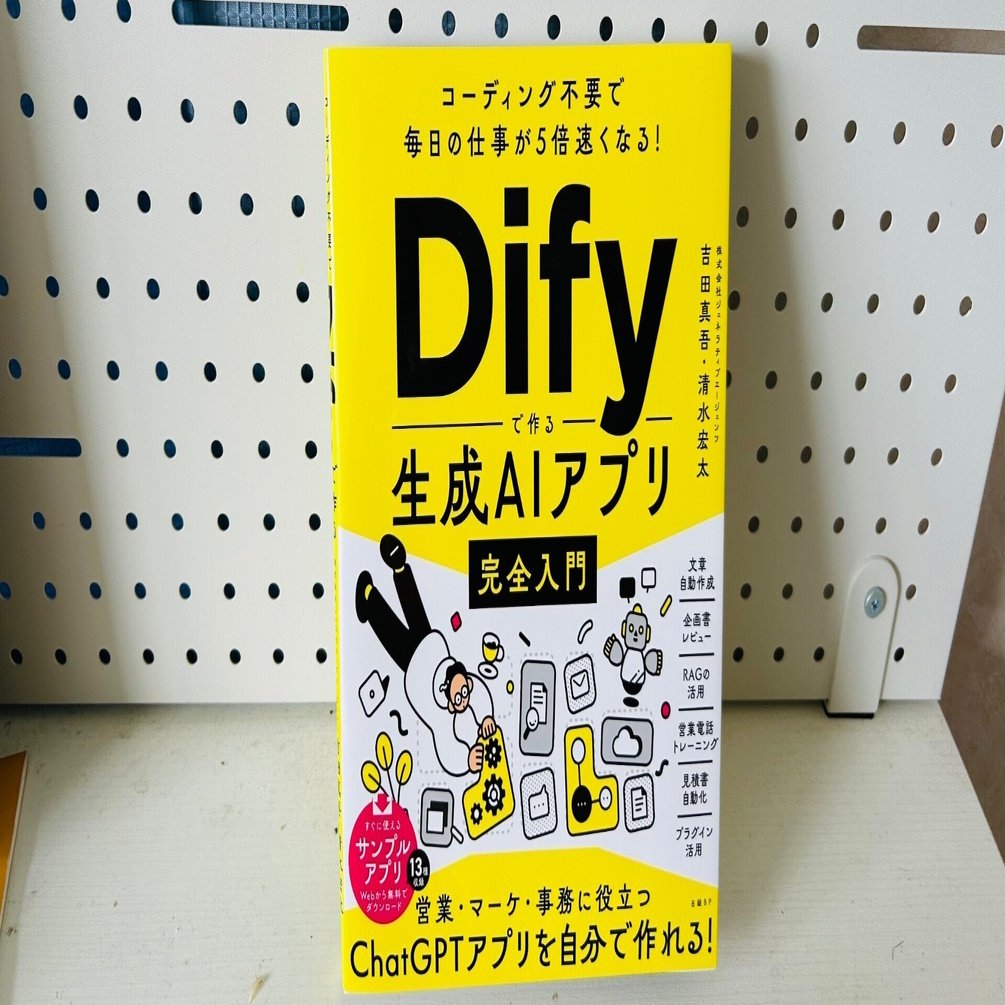 コーディング不要で
毎日の仕事が5倍速くなる!
Dify
で作る
生成AIアプリ
完全入門
株式会社ジェネラティブエージェンツ
吉田真吾・清水宏太
文章
自動作成
企画書
レビュー
RAGの
活用
営業電話
トレーニング
見積書
自動化
プラグイン
活用
すぐに使える
サンプル
アプリ
13種
収録
Webから無料で
ダウンロード
営業・マーケ・事務に役立つ
ChatGPTアプリを自分で作れる!
日経BP